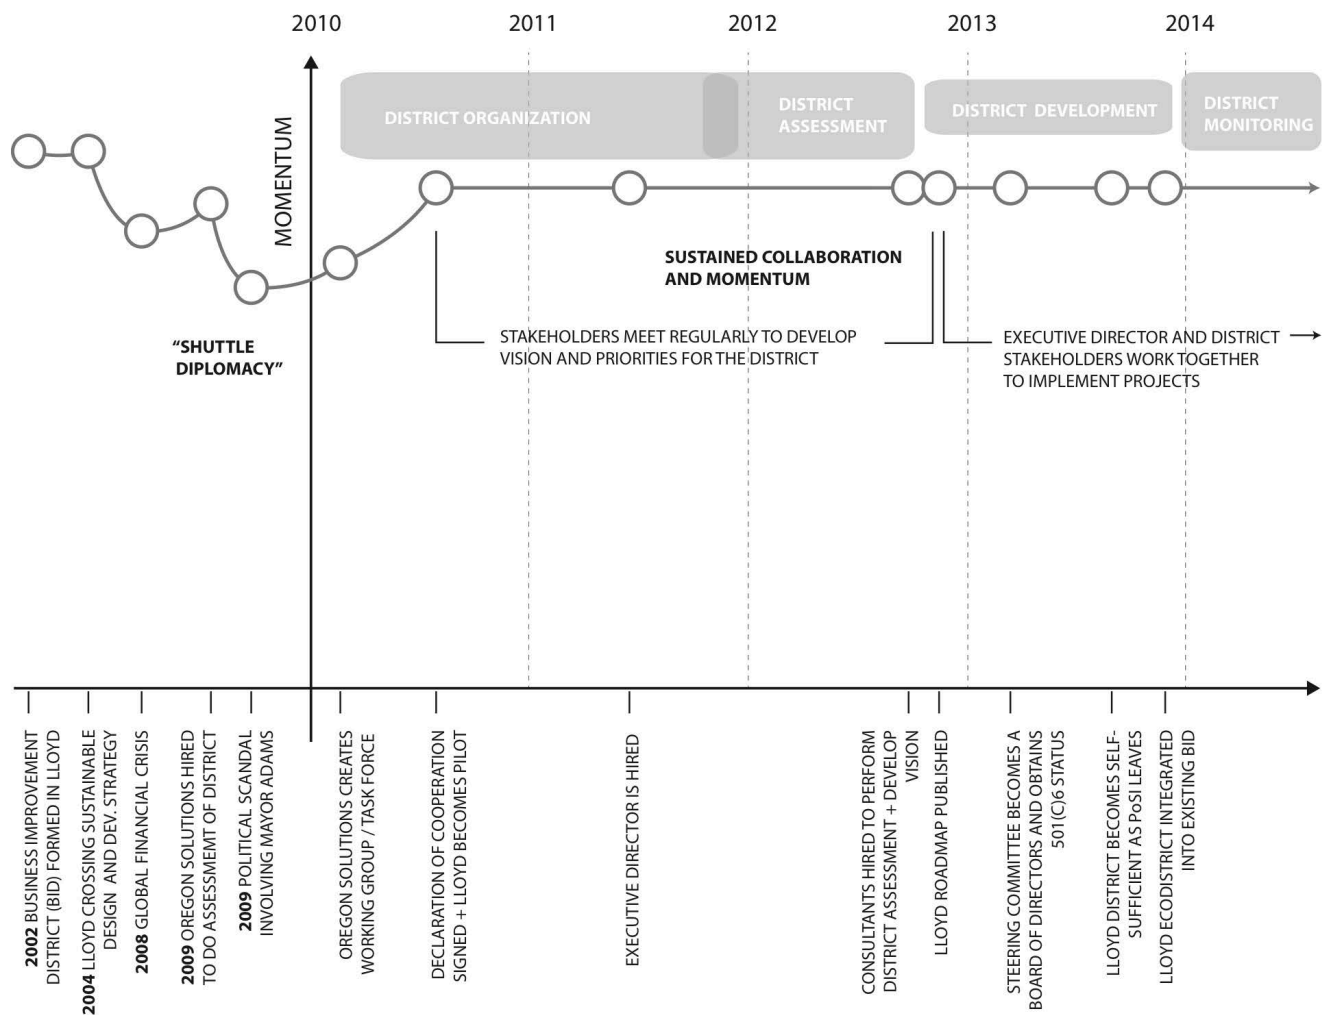 2010
2011
2012
2013
2014
DISTRICT ORGANIZATION
DISTRICT
ASSESSMENT
DISTRICT DEVELOPMENT
DISTRICT
MONITORING
MOMENTUM
SUSTAINED COLLABORATION
AND MOMENTUM
"SHUTTLE
DIPLOMACY"
STAKEHOLDERS MEET REGULARLY TO DEVELOP
VISION AND PRIORITIES FOR THE DISTRICT
EXECUTIVE DIRECTOR AND DISTRICT
STAKEHOLDERS WORK TOGETHER
TO IMPLEMENT PROJECTS
2002 BUSINESS IMPROVEMENT
DISTRICT (BID) FORMED IN LLOYD
2004 LLOYD CROSSING SUSTAINABLE
DESIGN AND DEV. STRATEGY
2008 GLOBAL FINANCIAL CRISIS
2009 OREGON SOLUTIONS HIRED
TO DO ASSESSMEMT OF DISTRICT
2009 POLITICAL SCANDAL
INVOLVING MAYOR ADAMS
OREGON SOLUTIONS CREATES
WORKING GROUP / TASK FORCE
DECLARATION OF COOPERATION
SIGNED + LLOYD BECOMES PILOT
EXECUTIVE DIRECTOR IS HIRED
CONSULTANTS HIRED TO PERFORM
DISTRICT ASSESSMENT + DEVELOP
VISION
LLOYD ROADMAP PUBLISHED
STEERING COMMITTEE BECOMES A
BOARD OF DIRECTORS AND OBTAINS
501(C)6 STATUS
LLOYD DISTRICT BECOMES SELF-
SUFFICIENT AS PoSI LEAVES
LLOYD ECODISTRICT INTEGRATED
INTO EXISTING BID